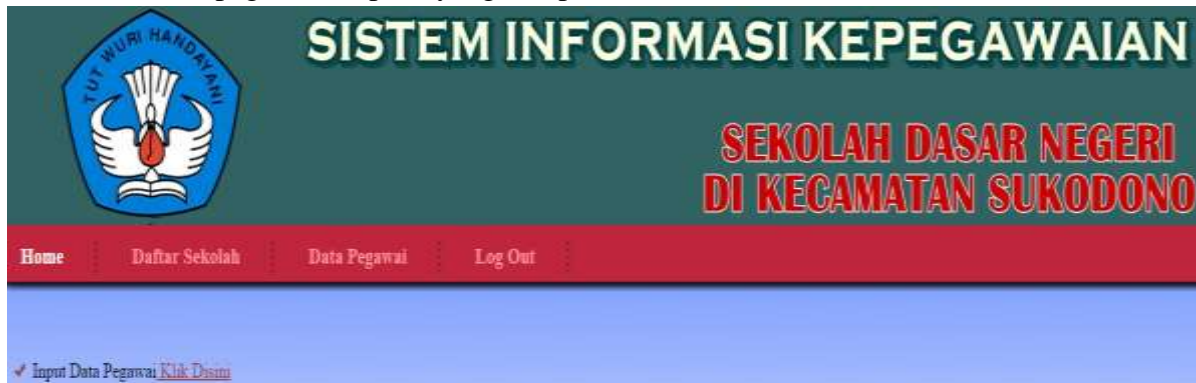 TUT WURI HANDAYANI
SISTEM INFORMASI KEPEGAWAIAN
SEKOLAH DASAR NEGERI
DI KECAMATAN SUKODONO
Home Daftar Sekolah Data Pegawai Log Out
✓ Input Data Pegawai Klik Disini